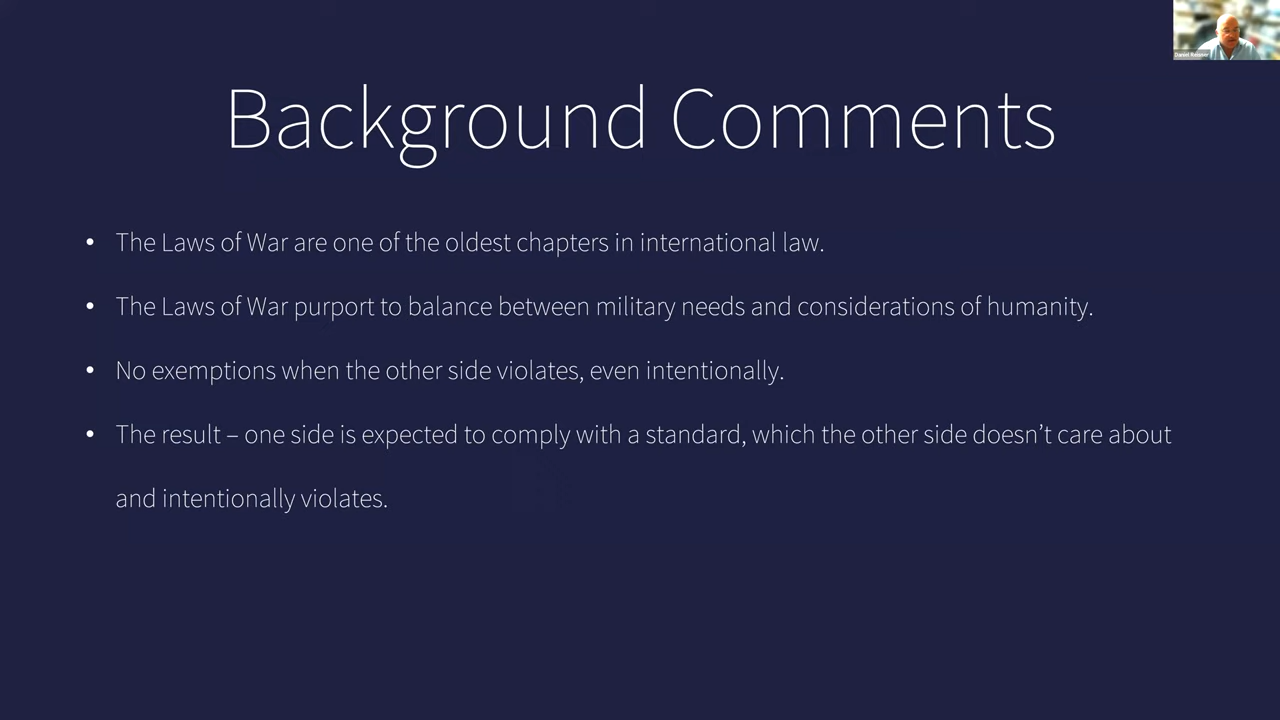 Background Comments
• The Laws of War are one of the oldest chapters in international law.
• The Laws of War purport to balance between military needs and considerations of humanity.
• No exemptions when the other side violates, even intentionally.
• The result – one side is expected to comply with a standard, which the other side doesn’t care about
and intentionally violates.
Daniel Reisner